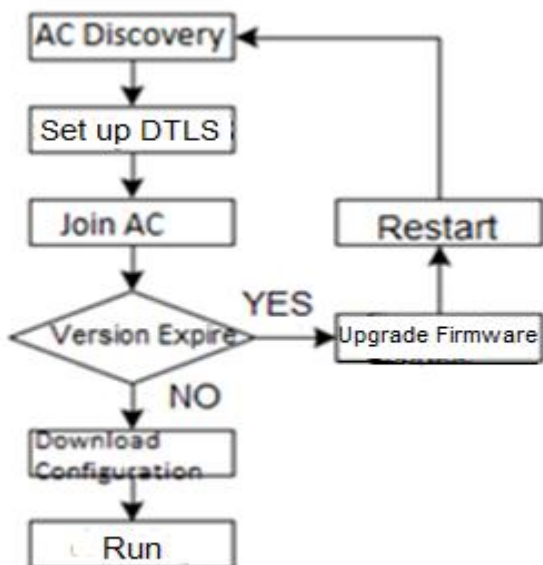 AC Discovery
Set up DTLS
Join AC
Restart
YES
Version Expire
Upgrade Firmware
NO
Download
Configuration
Run